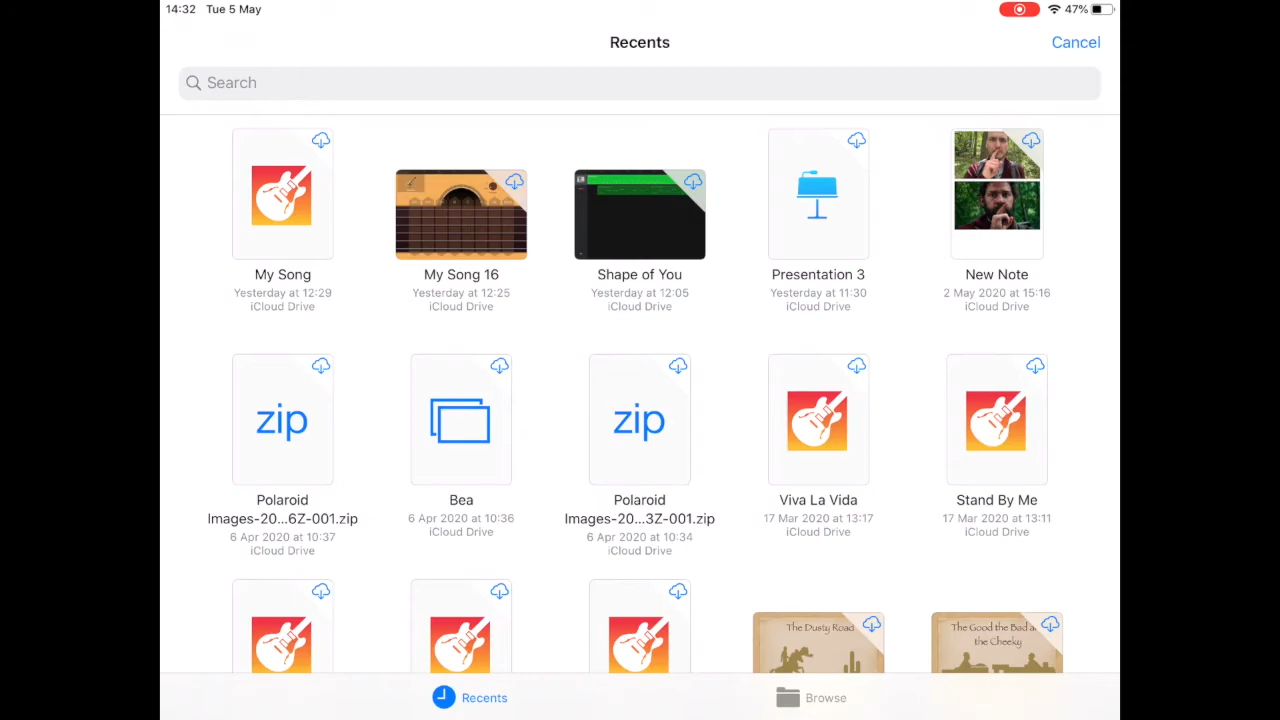 14:32 Tue 5 May
47%
Recents
Cancel
Search
My Song
Yesterday at 12:29
iCloud Drive
My Song 16
Yesterday at 12:25
iCloud Drive
Shape of You
Yesterday at 12:05
iCloud Drive
Presentation 3
Yesterday at 11:30
iCloud Drive
New Note
2 May 2020 at 15:16
iCloud Drive
zip
Polaroid
Images-20...6Z-001.zip
6 Apr 2020 at 10:37
iCloud Drive
Bea
6 Apr 2020 at 10:36
iCloud Drive
zip
Polaroid
Images-20...3Z-001.zip
6 Apr 2020 at 10:34
iCloud Drive
Viva La Vida
17 Mar 2020 at 13:17
iCloud Drive
Stand By Me
17 Mar 2020 at 13:11
iCloud Drive
The Dusty Road
The Good the Bad
the Cheeky
Recents
Browse